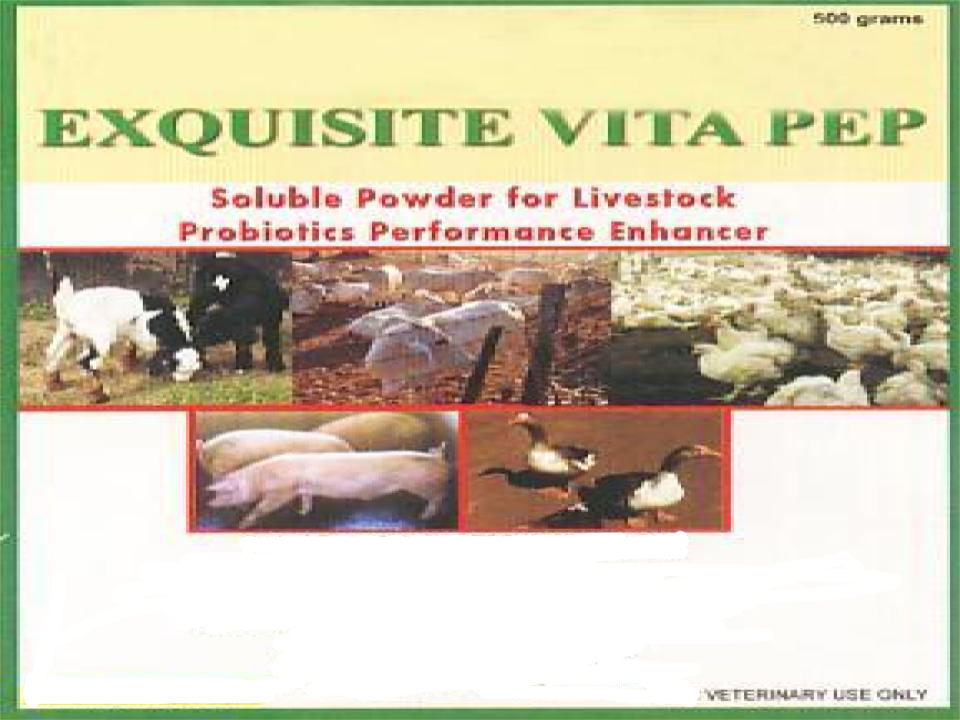 500 grams
EXQUISITE VITA PEP
Soluble Powder for Livestock
Probiotics Performance Enhancer
VETERINARY USE ONLY